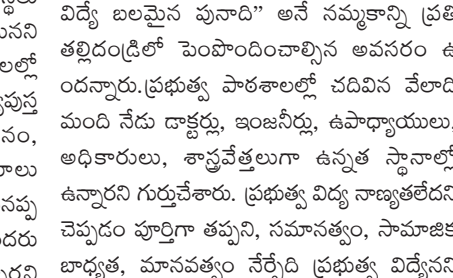 విద్యే బలమైన పునాది” అనే నమ్మకాన్ని ప్రతి
తల్లిదండ్రిలో పెంపొందించాల్సిన అవసరం ఉ
ందన్నారు.ప్రభుత్వ పాఠశాలల్లో చదివిన వేలాది
మంది నేడు డాక్టర్లు, ఇంజనీర్లు, ఉపాధ్యాయులు,
అధికారులు, శాస్త్రవేత్తలుగా ఉన్నత స్థానాల్లో
ఉన్నారని గుర్తుచేశారు. ప్రభుత్వ విద్య నాణ్యతలేదని
చెప్పడం పూర్తిగా తప్పని, సమానత్వం, సామాజిక
బాధ్యత, మానవత్వం నేర్పేది ప్రభుత్వ విద్యేనని